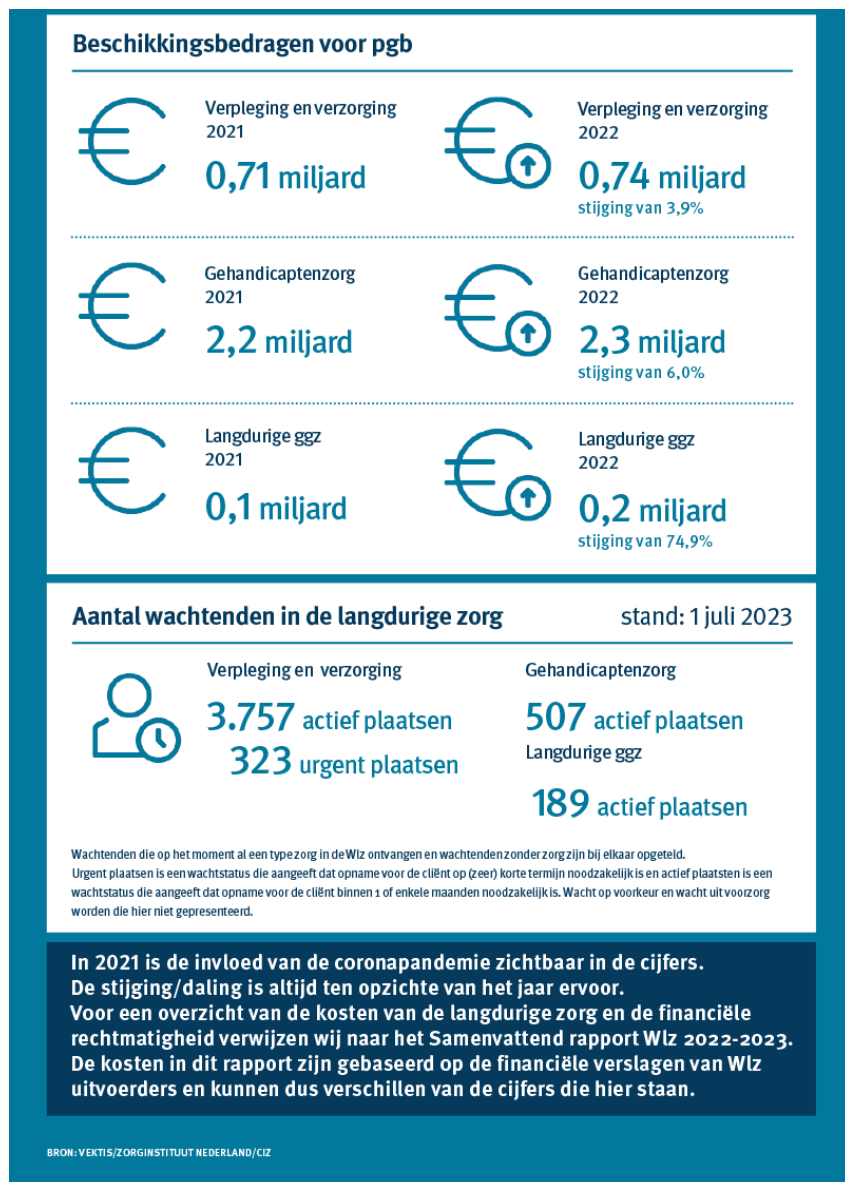 Beschikkingsbedragen voor pgb
Verpleging en verzorging
2021
0,71 miljard
Verpleging en verzorging
2022
0,74 miljard
stijging van 3,9%
Gehandicaptenzorg
2021
2,2 miljard
Gehandicaptenzorg
2022
2,3 miljard
stijging van 6,0%
Langdurige ggz
2021
0,1 miljard
Langdurige ggz
2022
0,2 miljard
stijging van 74,9%
Aantal wachtenden in de langdurige zorg
stand: 1 juli 2023
Verpleging en verzorging
3.757 actief plaatsen
323 urgent plaatsen
Gehandicaptenzorg
507 actief plaatsen
Langdurige ggz
189 actief plaatsen
Wachtenden die op het moment al een type zorg in de Wlz ontvangen en wachtenden zonder zorg zijn bij elkaar opgeteld.
Urgent plaatsen is een wachtstatus die aangeeft dat opname voor de cliënt op (zeer) korte termijn noodzakelijk is en actief plaatsten is een
wachtstatus die aangeeft dat opname voor de cliënt binnen 1 of enkele maanden noodzakelijk is. Wacht op voorkeur en wacht uit voorzorg
worden die hier niet gepresenteerd.
In 2021 is de invloed van de coronapandemie zichtbaar in de cijfers.
De stijging/daling is altijd ten opzichte van het jaar ervoor.
Voor een overzicht van de kosten van de langdurige zorg en de financiële
rechtmatigheid verwijzen wij naar het Samenvattend rapport Wlz 2022-2023.
De kosten in dit rapport zijn gebaseerd op de financiële verslagen van Wlz
uitvoerders en kunnen dus verschillen van de cijfers die hier staan.
BRON: VEKTIS/ZORGINSTITUUT NEDERLAND/CIZ